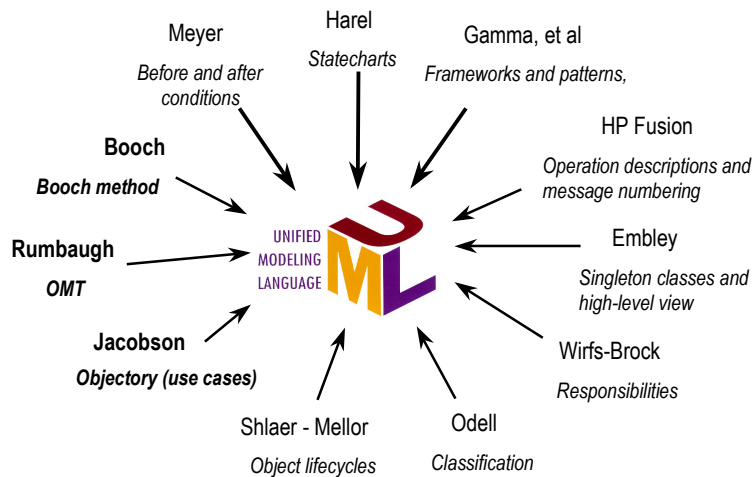 Meyer
Before and after
conditions
Harel
Statecharts
Gamma, et al
Frameworks and patterns,
HP Fusion
Operation descriptions and
message numbering
Booch
Booch method
Rumbaugh
OMT
Jacobson
Objectory (use cases)
UNIFIED
MODELING
LANGUAGE
U
ML
Embley
Singleton classes and
high-level view
Wirfs-Brock
Responsibilities
Shlaer - Mellor
Object lifecycles
Odell
Classification